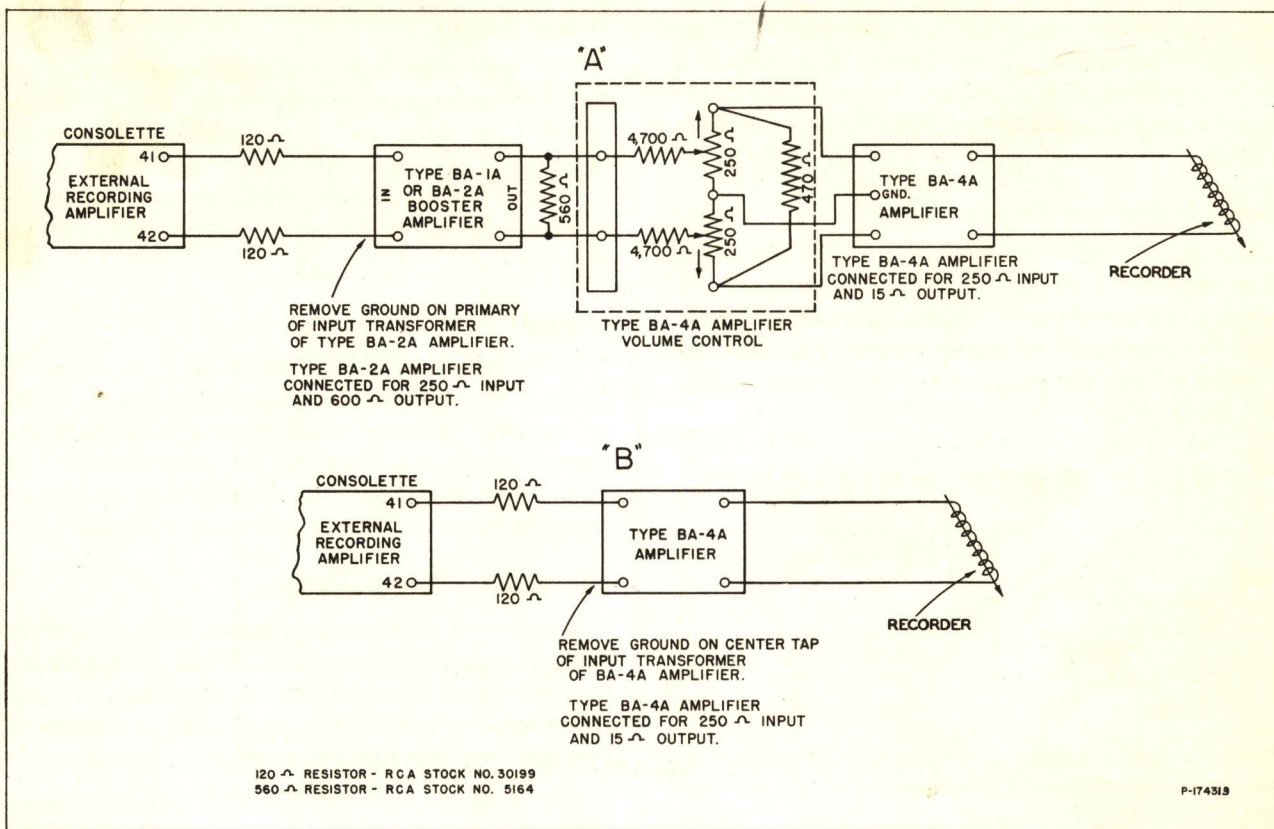 "A"
CONSOLETTE
41
EXTERNAL
RECORDING
AMPLIFIER
42
120 Ω
120 Ω
IN
TYPE BA-1A
OR BA-2A
BOOSTER
AMPLIFIER
OUT
560 Ω
4,700 Ω
4,700 Ω
250 Ω
250 Ω
470 Ω
TYPE BA-4A AMPLIFIER
VOLUME CONTROL
TYPE BA-4A
GND.
AMPLIFIER
TYPE BA-4A AMPLIFIER
CONNECTED FOR 250 Ω INPUT
AND 15 Ω OUTPUT.
RECORDER
REMOVE GROUND ON PRIMARY
OF INPUT TRANSFORMER
OF TYPE BA-2A AMPLIFIER.
TYPE BA-2A AMPLIFIER
CONNECTED FOR 250 Ω INPUT
AND 600 Ω OUTPUT.
"B"
CONSOLETTE
41
EXTERNAL
RECORDING
AMPLIFIER
42
120 Ω
120 Ω
TYPE BA-4A
AMPLIFIER
RECORDER
REMOVE GROUND ON CENTER TAP
OF INPUT TRANSFORMER
OF BA-4A AMPLIFIER.
TYPE BA-4A AMPLIFIER
CONNECTED FOR 250 Ω INPUT
AND 15 Ω OUTPUT.
120 Ω RESISTOR - RCA STOCK NO. 30199
560 Ω RESISTOR - RCA STOCK NO. 5164
P-174319